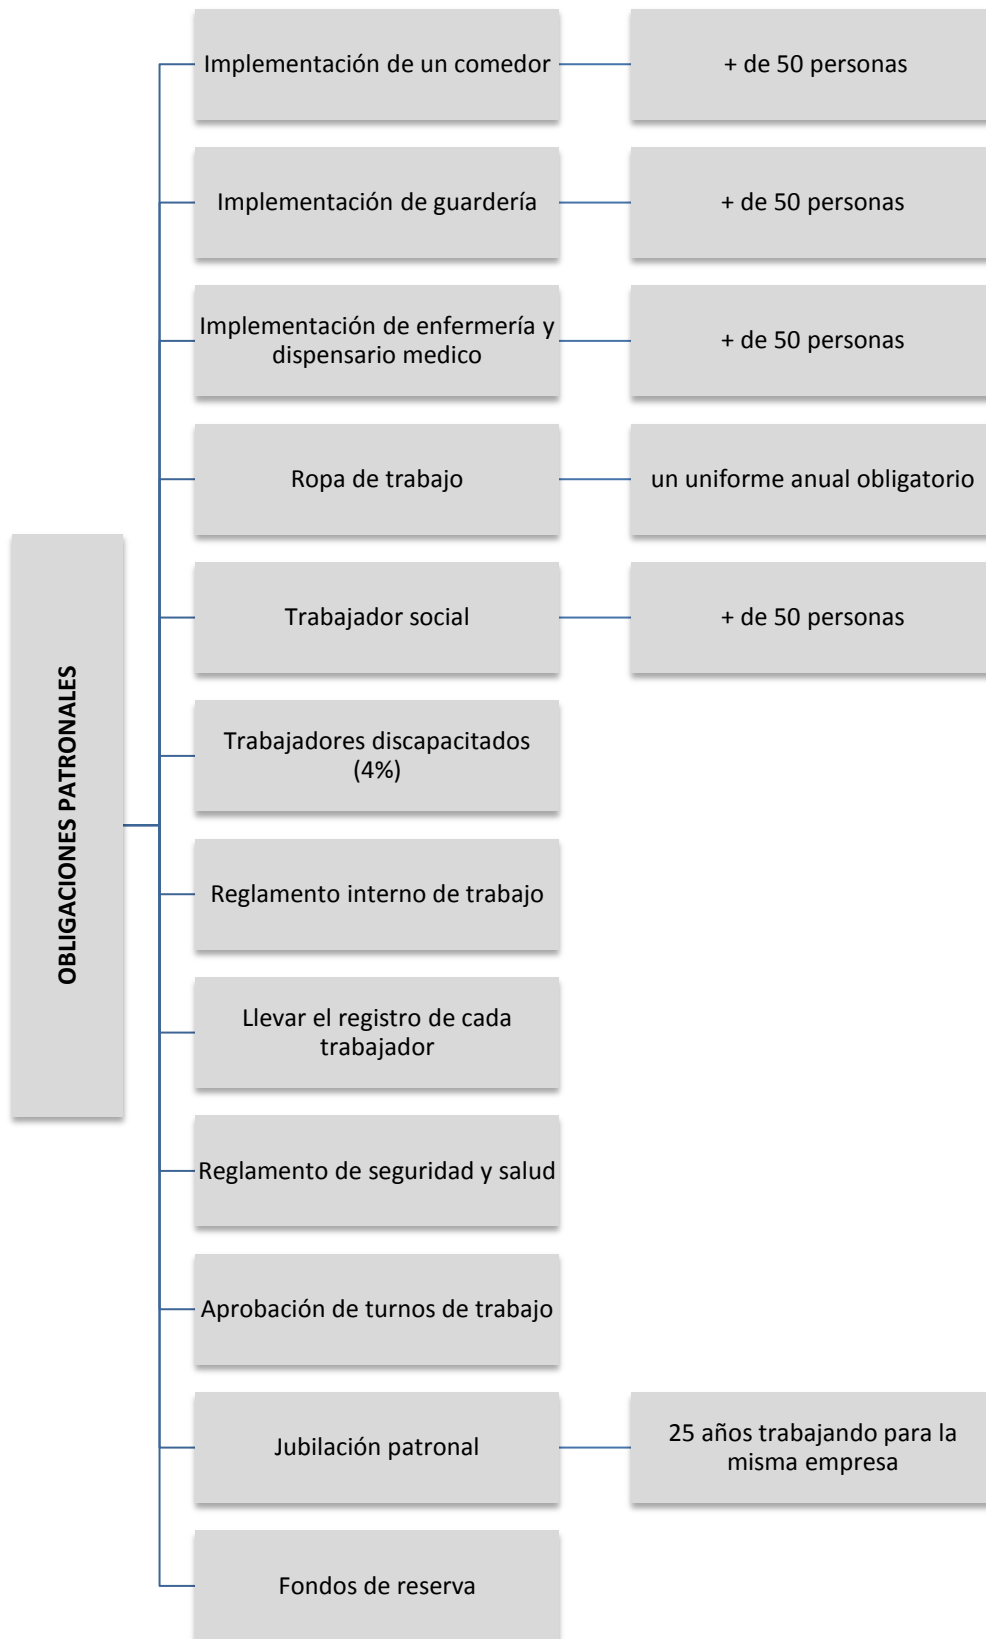 OBLIGACIONES PATRONALES
Implementación de un comedor
+ de 50 personas
Implementación de guardería
+ de 50 personas
Implementación de enfermería y
dispensario medico
+ de 50 personas
Ropa de trabajo
un uniforme anual obligatorio
Trabajador social
+ de 50 personas
Trabajadores discapacitados
(4%)
Reglamento interno de trabajo
Llevar el registro de cada
trabajador
Reglamento de seguridad y salud
Aprobación de turnos de trabajo
Jubilación patronal
25 años trabajando para la
misma empresa
Fondos de reserva